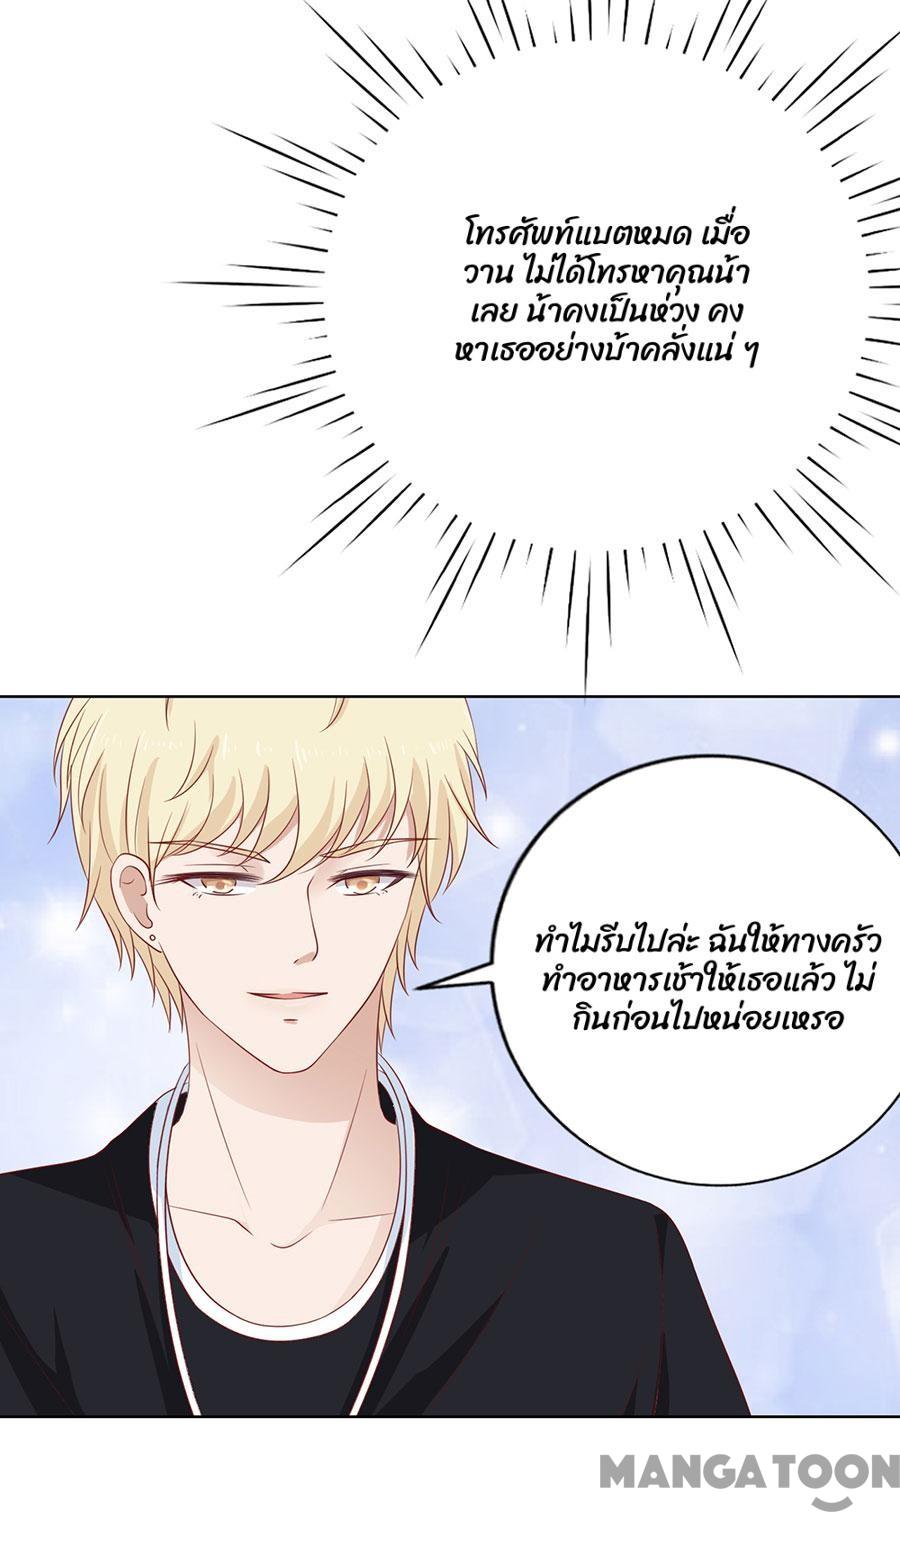 โทรศัพท์แบตหมด เมื่อ
วาน ไม่ได้โทรหาคุณน้า
เลย น้าคงเป็นห่วง คง
หาเธออย่างบ้าคลั่งแน่ ๆ
ทำไมรีบไปล่ะ ฉันให้ทางครัว
ทำอาหารเช้าให้เธอแล้ว ไม่
กินก่อนไปหน่อยเหรอ
MANGATOON